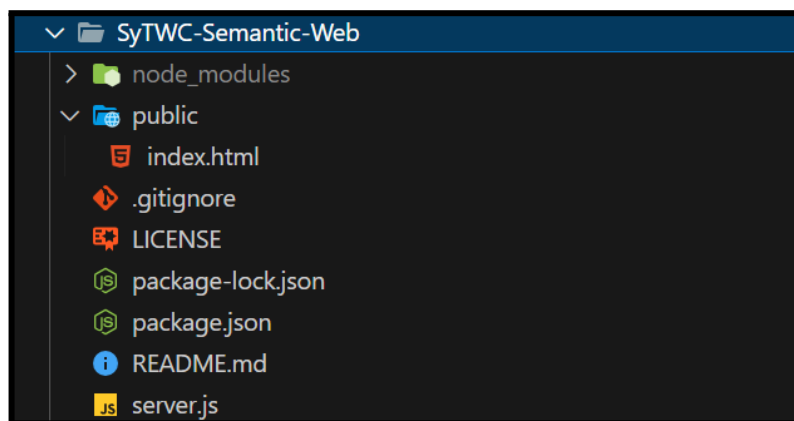 SyTWC-Semantic-Web
node_modules
public
index.html
.gitignore
LICENSE
package-lock.json
package.json
README.md
server.js